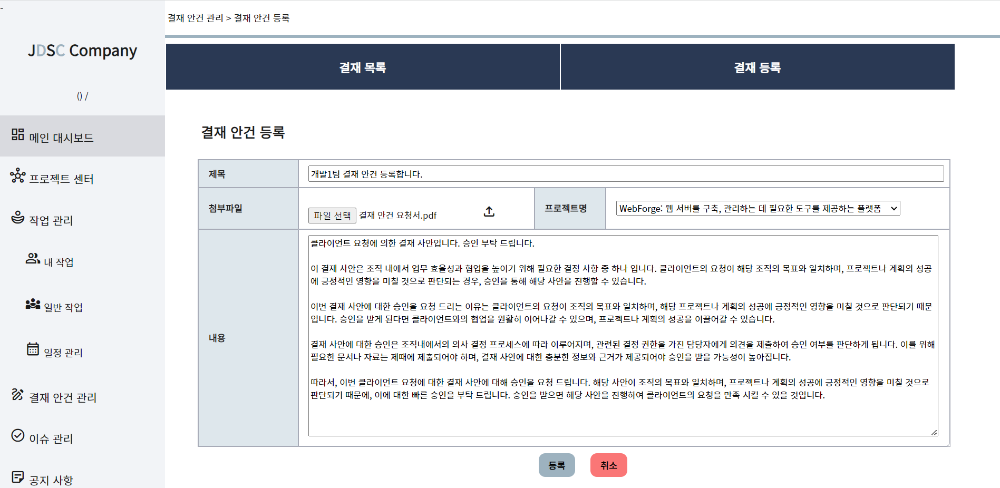 -
JDSC Company
() /
메인 대시보드
프로젝트 센터
작업 관리
내 작업
일반 작업
일정 관리
결재 안건 관리
이슈 관리
공지 사항
결재 안건 관리 > 결재 안건 등록
결재 목록
결재 등록
결재 안건 등록
제목
개발1팀 결재 안건 등록합니다.
첨부파일
파일 선택 결재 안건 요청서.pdf
프로젝트명
WebForge: 웹 서버를 구축, 관리하는 데 필요한 도구를 제공하는 플랫폼
내용
클라이언트 요청에 의한 결재 사안입니다. 승인 부탁 드립니다.
이 결재 사안은 조직 내에서 업무 효율성과 협업을 높이기 위해 필요한 결정 사항 중 하나 입니다. 클라이언트의 요청이 해당 조직의 목표와 일치하며, 프로젝트나 계획의 성공
에 긍정적인 영향을 미칠 것으로 판단되는 경우, 승인을 통해 해당 사안을 진행할 수 있습니다.
이번 결재 사안에 대한 승인을 요청 드리는 이유는 클라이언트의 요청이 조직의 목표와 일치하며, 해당 프로젝트나 계획의 성공에 긍정적인 영향을 미칠 것으로 판단되기 때문
입니다. 승인을 받게 된다면 클라이언트와의 협업을 원활히 이어나갈 수 있으며, 프로젝트나 계획의 성공을 이끌어갈 수 있습니다.
결재 사안에 대한 승인은 조직내에서의 의사 결정 프로세스에 따라 이루어지며, 관련된 결정 권한을 가진 담당자에게 의견을 제출하여 승인 여부를 판단하게 됩니다. 이를 위해
필요한 문서나 자료는 제때에 제출되어야 하며, 결재 사안에 대한 충분한 정보와 근거가 제공되어야 승인을 받을 가능성이 높아집니다.
따라서, 이번 클라이언트 요청에 대한 결재 사안에 대해 승인을 요청 드립니다. 해당 사안이 조직의 목표와 일치하며, 프로젝트나 계획의 성공에 긍정적인 영향을 미칠 것으로
판단되기 때문에, 이에 대한 빠른 승인을 부탁 드립니다. 승인을 받으면 해당 사안을 진행하여 클라이언트의 요청을 만족 시킬 수 있을 것입니다.
등록
취소